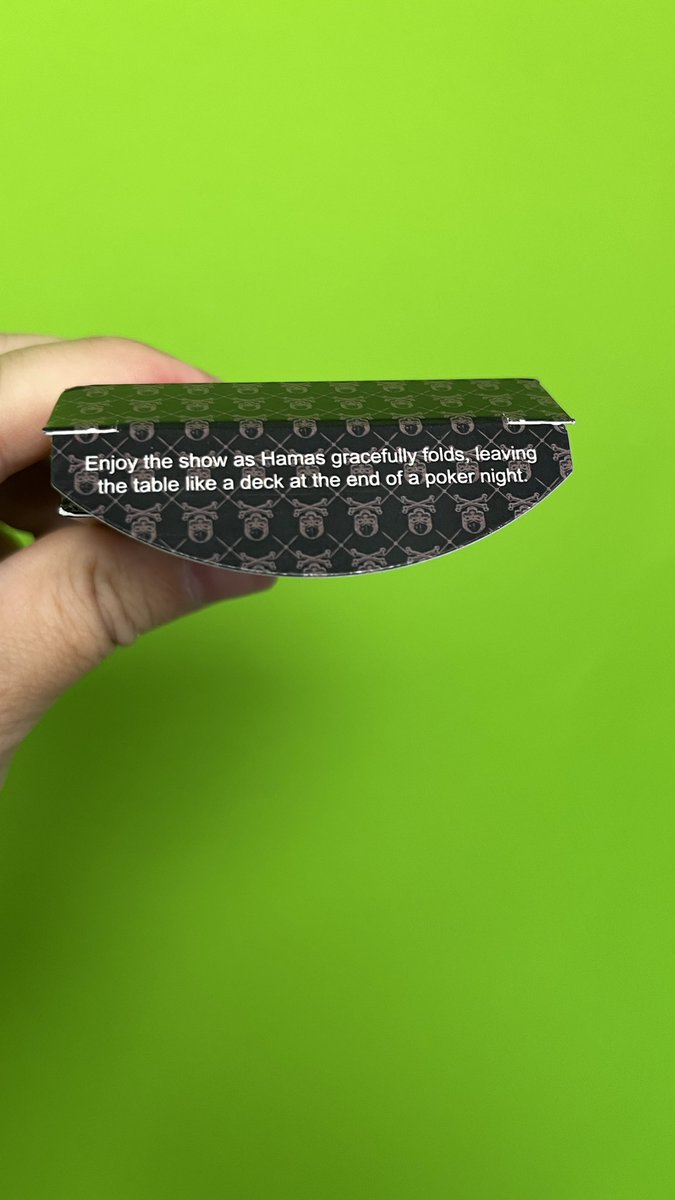 Enjoy the show as Hamas gracefully folds, leaving
the table like a deck at the end of a poker night.